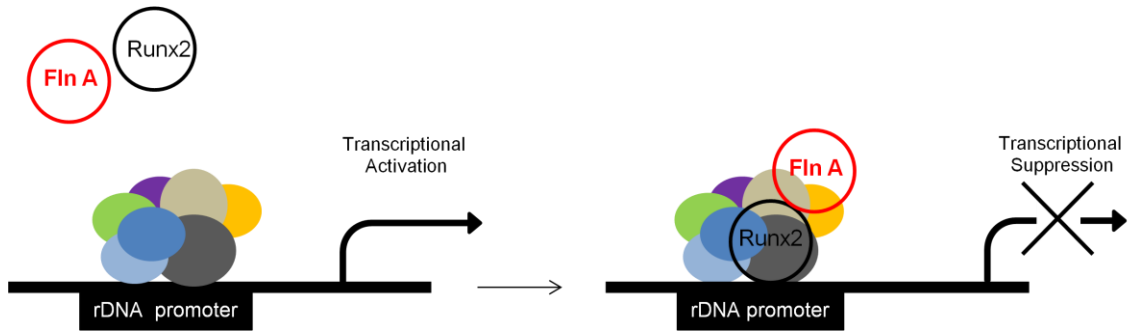 Fln A
Runx2
Transcriptional
Activation
rDNA promoter
Fln A
Runx2
Transcriptional
Suppression
rDNA promoter